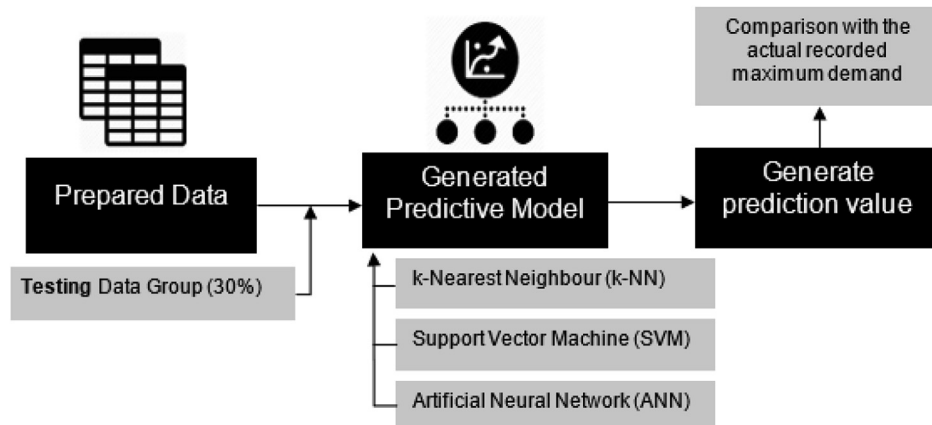 Comparison with the
actual recorded
maximum demand
Prepared Data
Generated
Predictive Model
Generate
prediction value
Testing Data Group (30%)
k-Nearest Neighbour (k-NN)
Support Vector Machine (SVM)
Artificial Neural Network (ANN)